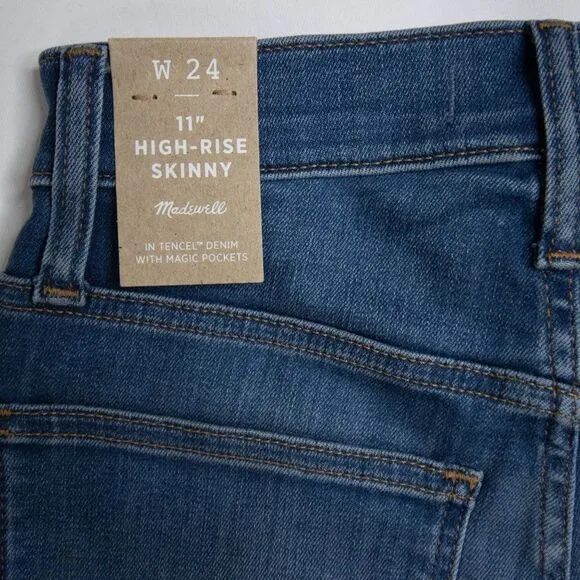 W 24
11"
HIGH-RISE
SKINNY
Madewell
IN TENCEL™ DENIM
WITH MAGIC POCKETS